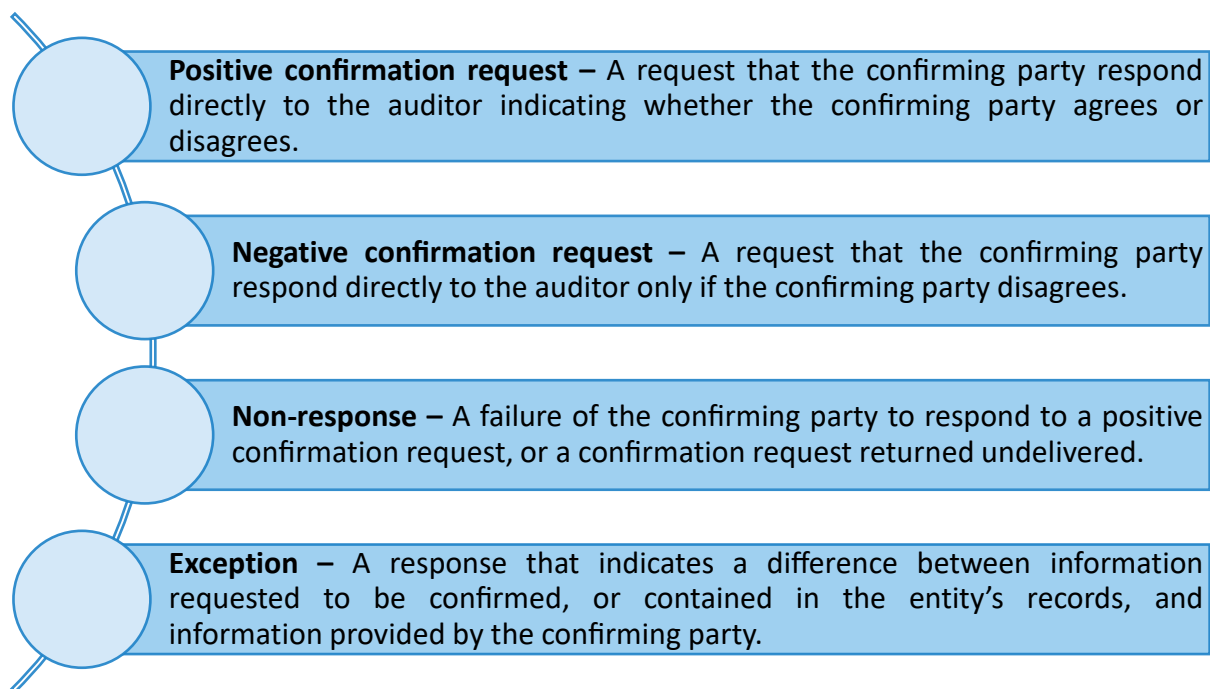 Positive confirmation request – A request that the confirming party respond
directly to the auditor indicating whether the confirming party agrees or
disagrees.
Negative confirmation request – A request that the confirming party
respond directly to the auditor only if the confirming party disagrees.
Non-response – A failure of the confirming party to respond to a positive
confirmation request, or a confirmation request returned undelivered.
Exception – A response that indicates a difference between information
requested to be confirmed, or contained in the entity’s records, and
information provided by the confirming party.